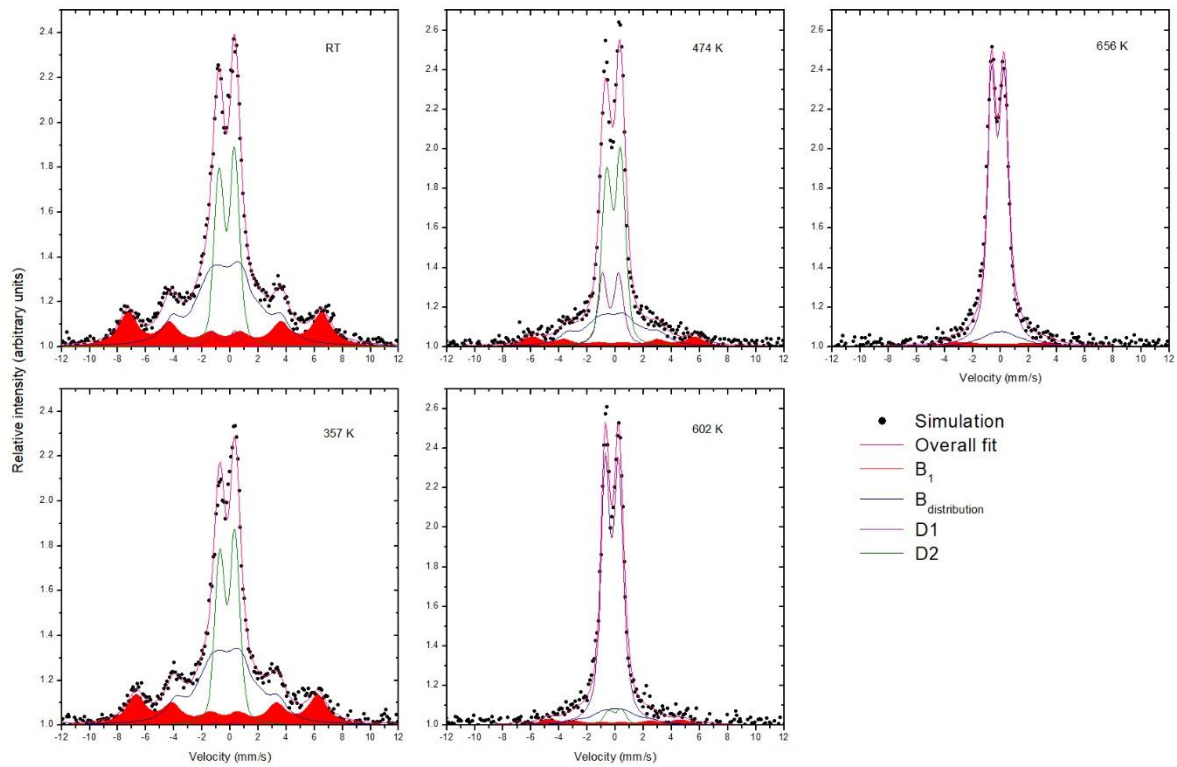 Relative intensity (arbitrary units)
2.4
2.2
2.0
1.8
1.6
1.4
1.2
1.0
RT
-12 -10 -8 -6 -4 -2 0 2 4 6 8 10 12
2.6
2.4
2.2
2.0
1.8
1.6
1.4
1.2
1.0
474 K
-12 -10 -8 -6 -4 -2 0 2 4 6 8 10 12
2.6
2.4
2.2
2.0
1.8
1.6
1.4
1.2
1.0
656 K
-12 -10 -8 -6 -4 -2 0 2 4 6 8 10 12
Velocity (mm/s)
2.4
2.2
2.0
1.8
1.6
1.4
1.2
1.0
357 K
-12 -10 -8 -6 -4 -2 0 2 4 6 8 10 12
Velocity (mm/s)
2.6
2.4
2.2
2.0
1.8
1.6
1.4
1.2
1.0
602 K
-12 -10 -8 -6 -4 -2 0 2 4 6 8 10 12
Velocity (mm/s)
Simulation
Overall fit
B1
Bdistribution
D1
D2